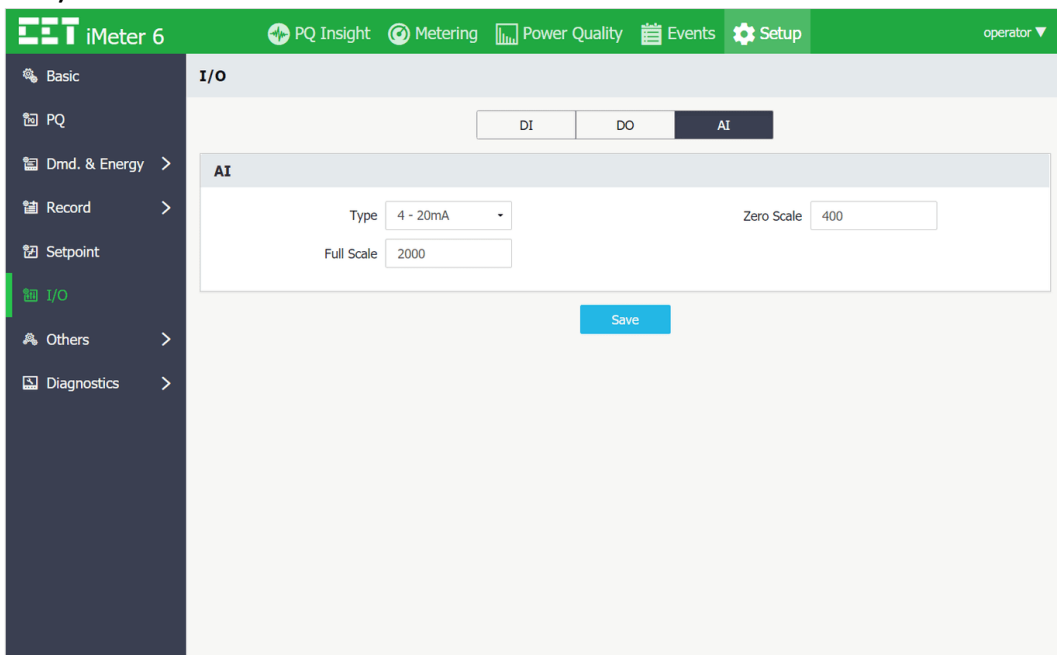 CET iMeter 6 PQ Insight Metering Power Quality Events Setup operator ▼
Basic
PQ
Dmd. & Energy >
Record >
Setpoint
I/O
Others >
Diagnostics >
I/O
DI DO AI
AI
Type 4 - 20mA Zero Scale 400
Full Scale 2000
Save